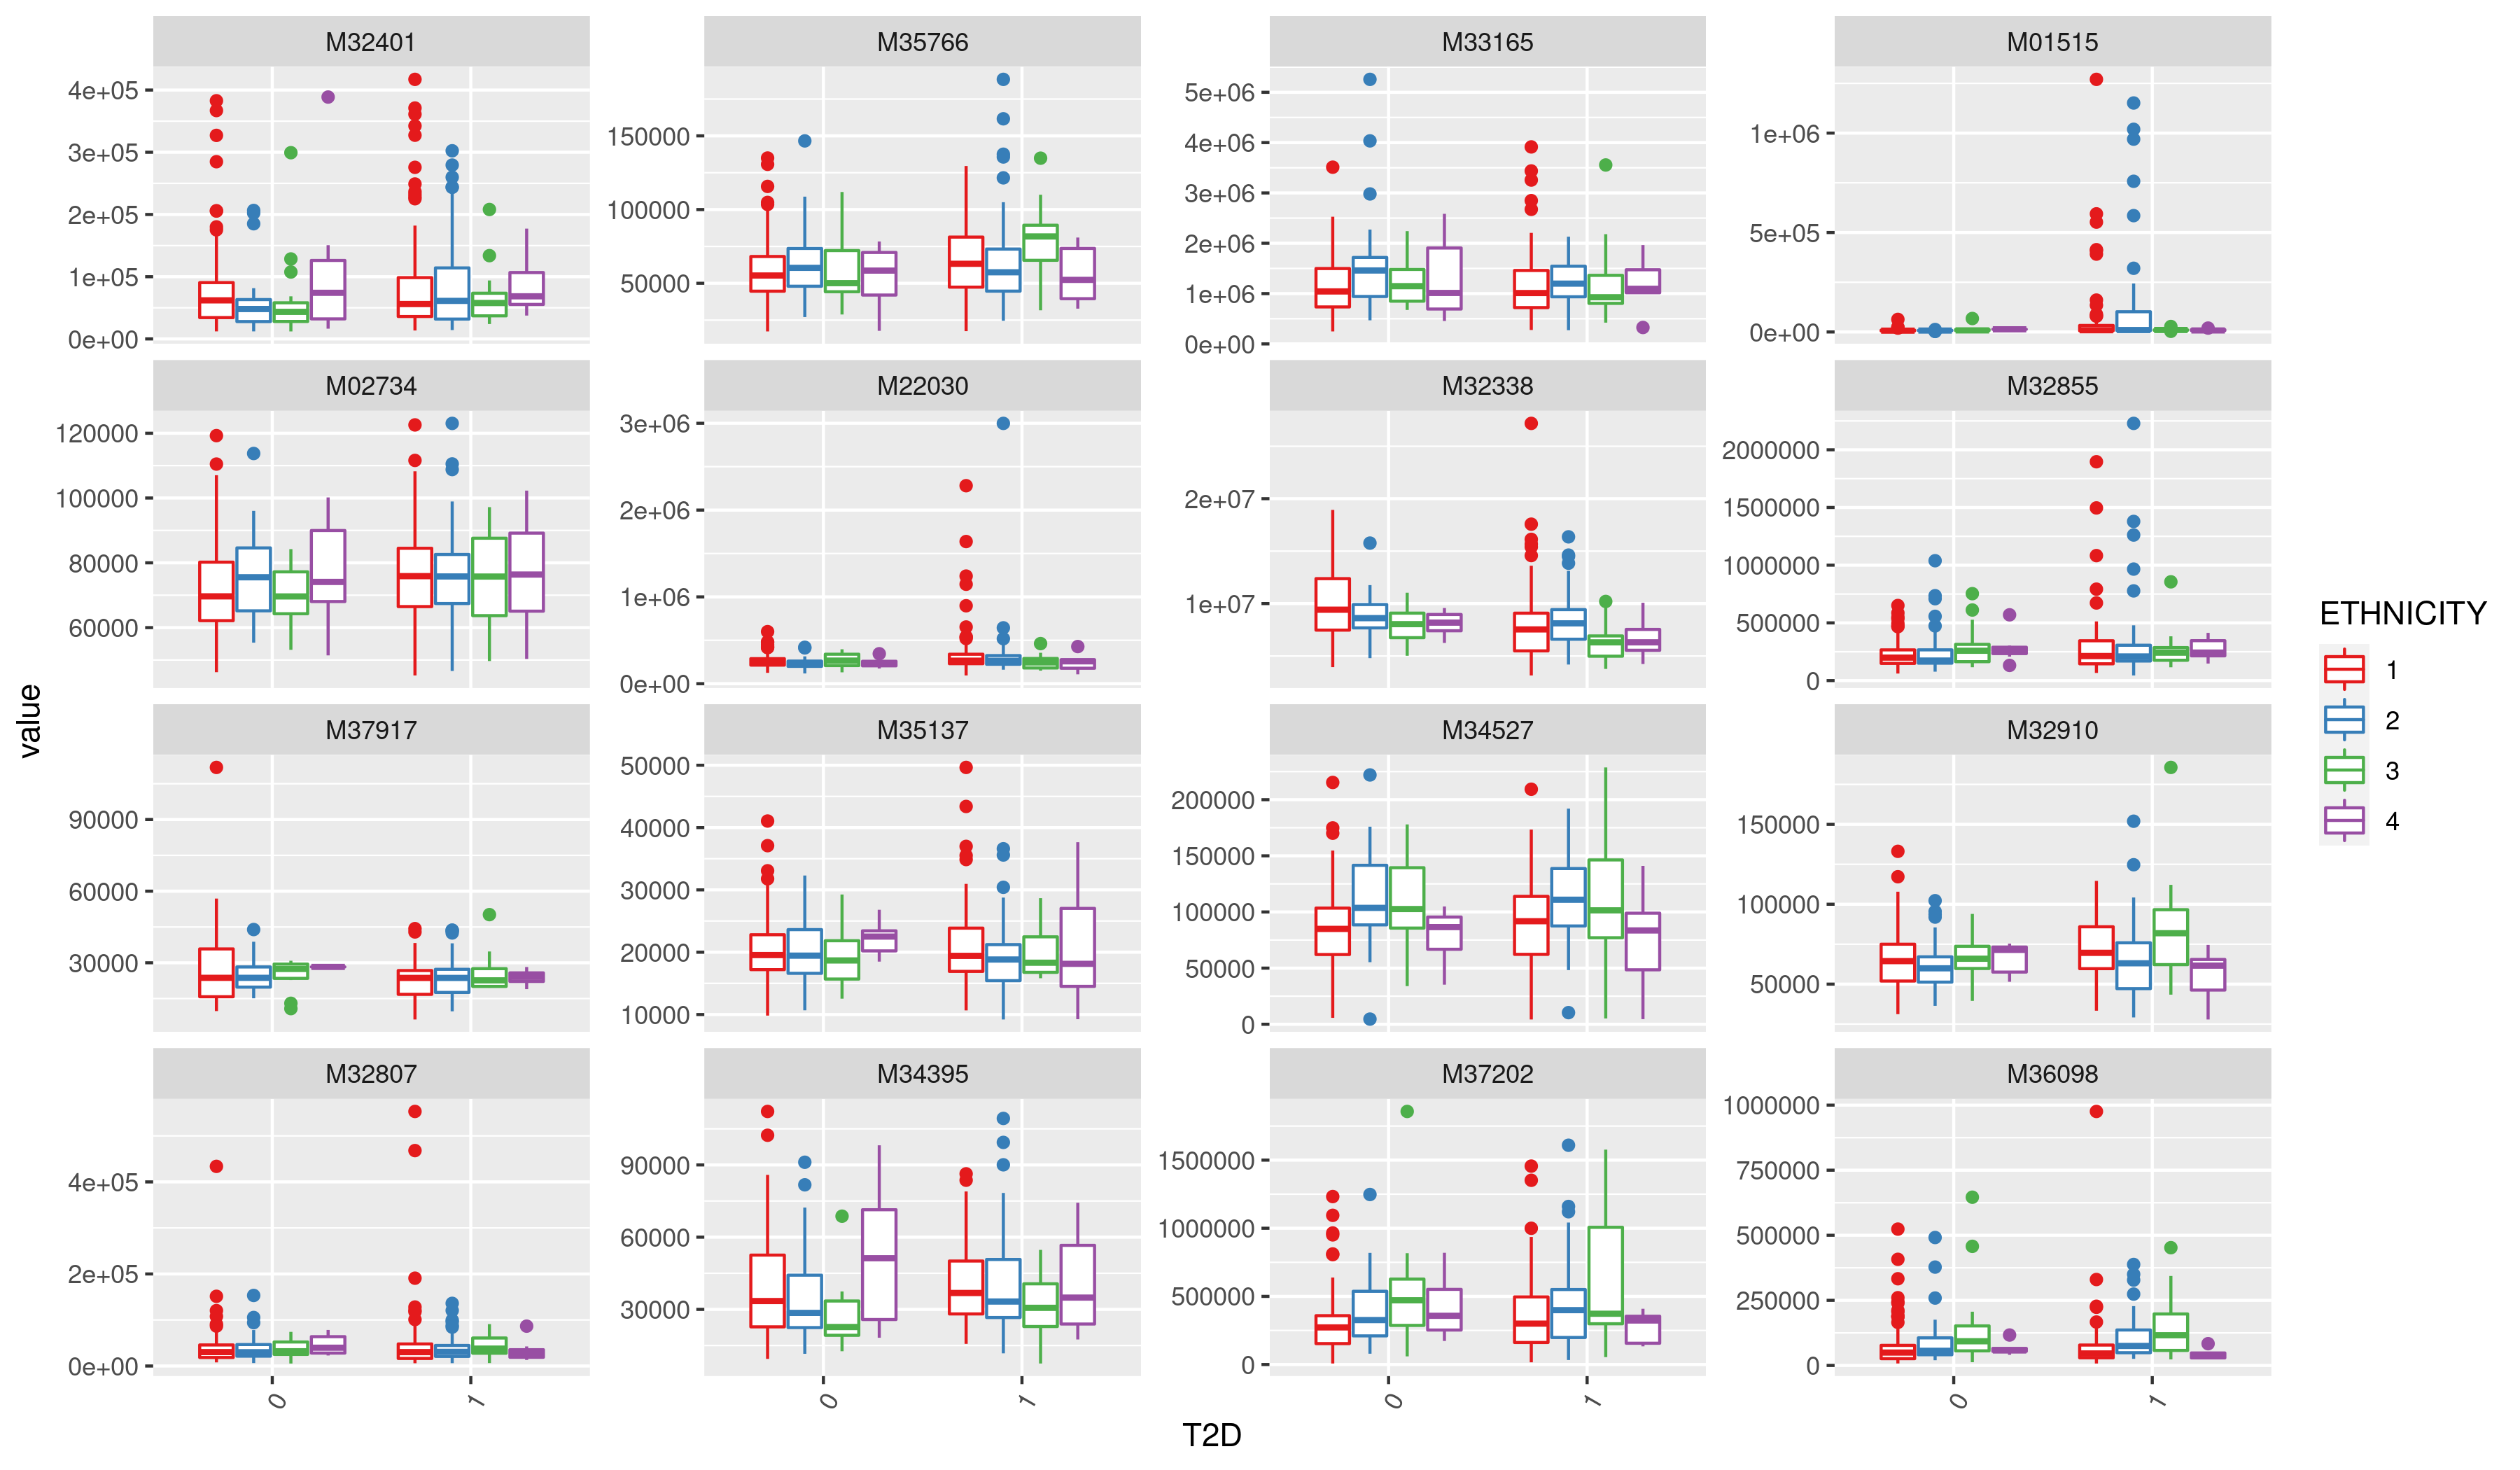 M32401
M35766
M33165
M01515
4e+05
3e+05
2e+05
1e+05
0e+00
150000
100000
50000
5e+06
4e+06
3e+06
2e+06
1e+06
0e+00
1e+06
5e+05
0e+00
M02734
M22030
M32338
M32855
120000
100000
80000
60000
3e+06
2e+06
1e+06
0e+00
2e+07
1e+07
2000000
1500000
1000000
500000
0
M37917
M35137
M34527
M32910
90000
60000
30000
50000
40000
30000
20000
10000
200000
150000
100000
50000
0
150000
100000
50000
M32807
M34395
M37202
M36098
4e+05
2e+05
0e+00
90000
60000
30000
1500000
1000000
500000
0
1000000
750000
500000
250000
0
0
1
0
1
0
1
0
1
T2D
value
ETHNICITY
1
2
3
4